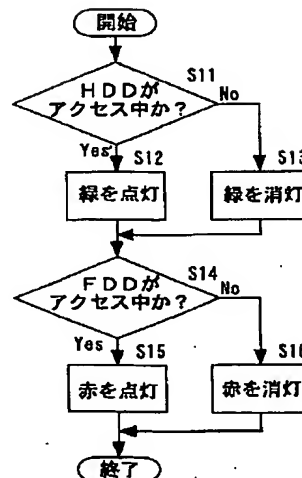 開始
S11
HDDが
アクセス中か?
No
Yes
S12
S13
緑を点灯
緑を消灯
S14
FDDが
アクセス中か?
No
Yes
S15
S16
赤を点灯
赤を消灯
終了